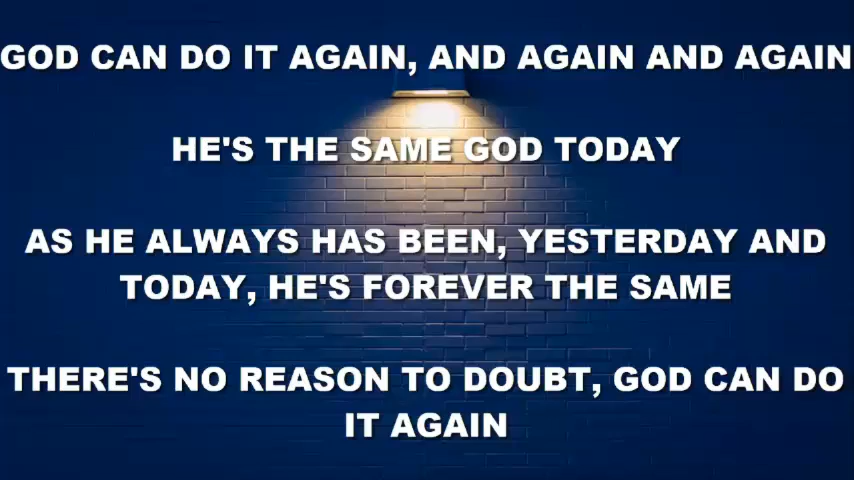 GOD CAN DO IT AGAIN, AND AGAIN AND AGAIN
HE'S THE SAME GOD TODAY
AS HE ALWAYS HAS BEEN, YESTERDAY AND
TODAY, HE'S FOREVER THE SAME
THERE'S NO REASON TO DOUBT, GOD CAN DO
IT AGAIN